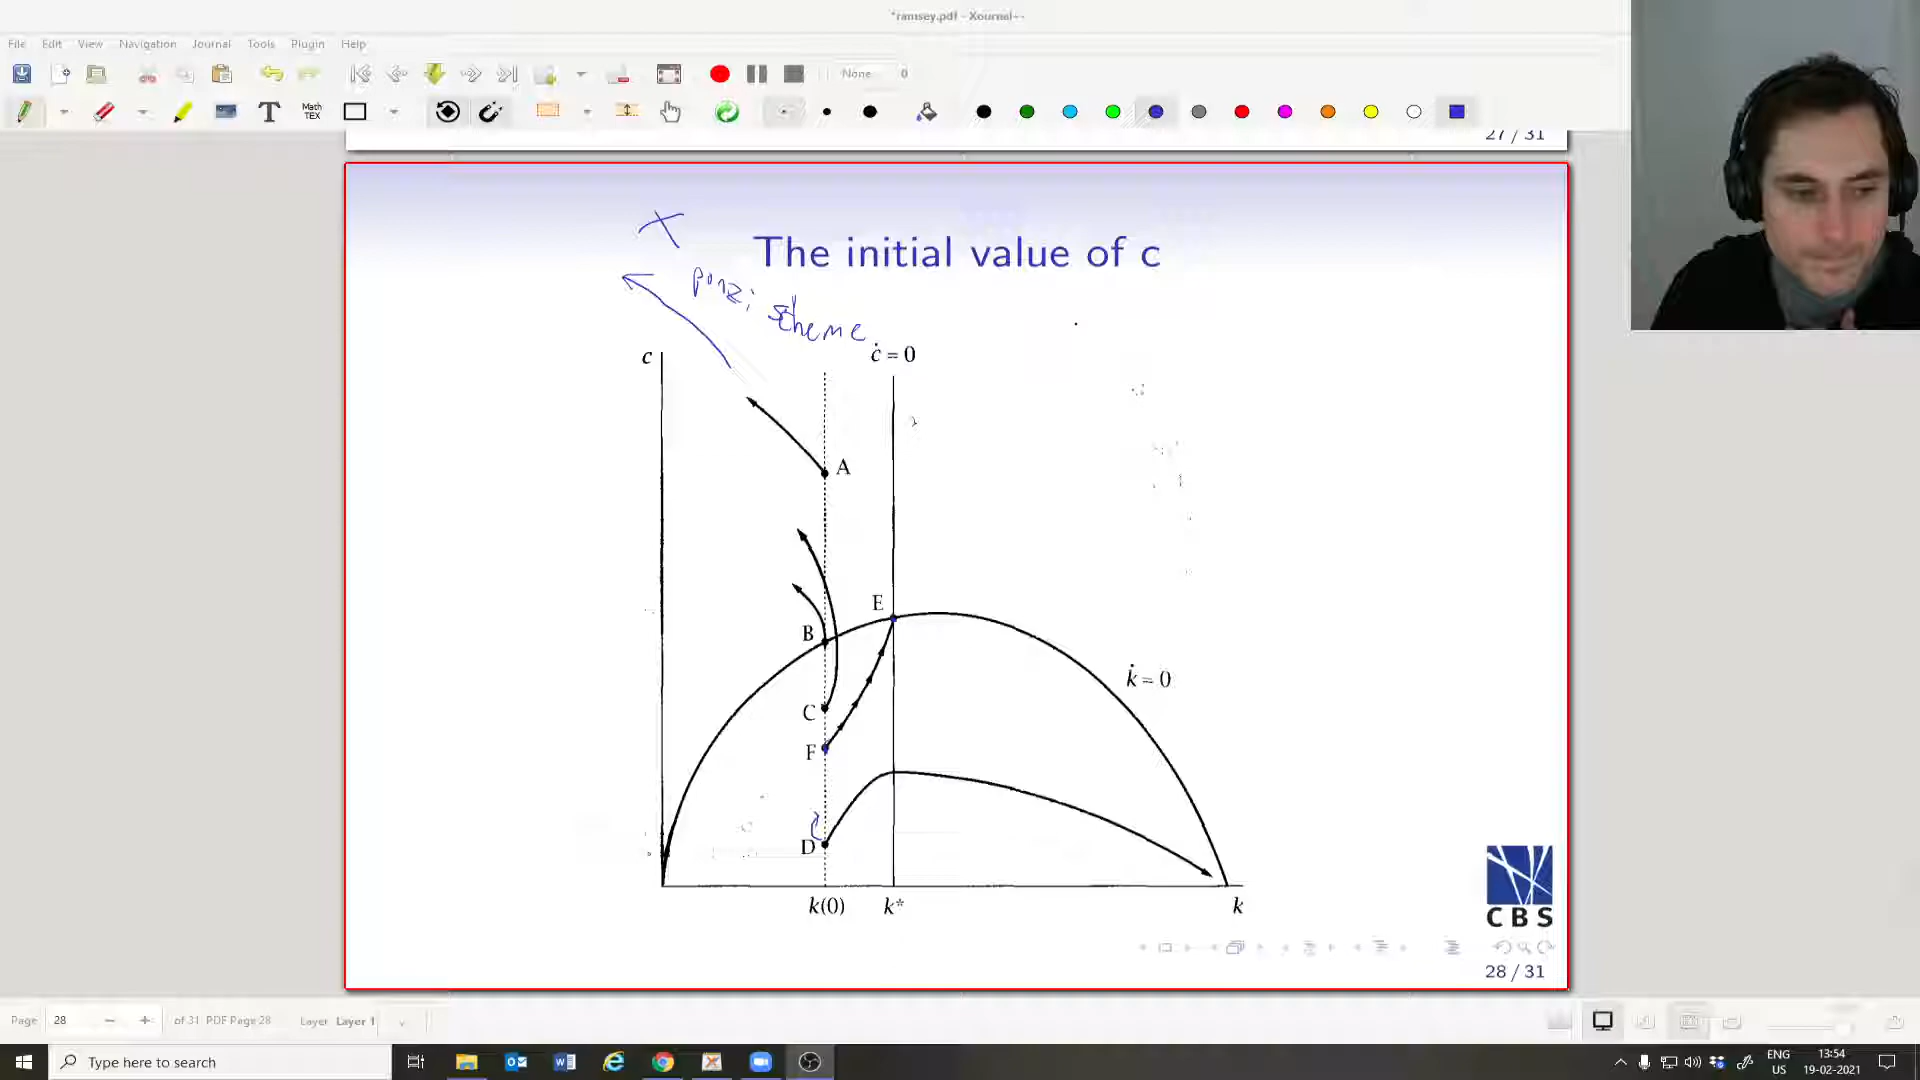 *ramsey.pdf - Xournal++
File Edit View Navigation Journal Tools Plugin Help
None 0
T Math TEX
27 / 31
The initial value of c
ponzi scheme
c
ċ = 0
A
E
B
k̇ = 0
C
F
D
k(0) k* k
CBS
28 / 31
Page 28 − + of 31 PDF Page 28 Layer Layer 1
Type here to search
ENG 13:54
US 19-02-2021